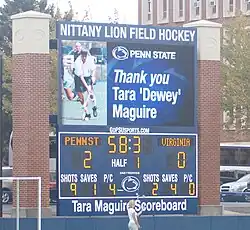 NITTANY LION FIELD HOCKEY
PENN STATE
Thank you
Tara 'Dewey'
Maguire
GoPSUsports.com
PENNST 58:3 VIRGINIA
2 HALF 1 0
SHOTS SAVES P/C SHOTS SAVES P/C
9 1 4 2 4 0
Tara Maguire Scoreboard